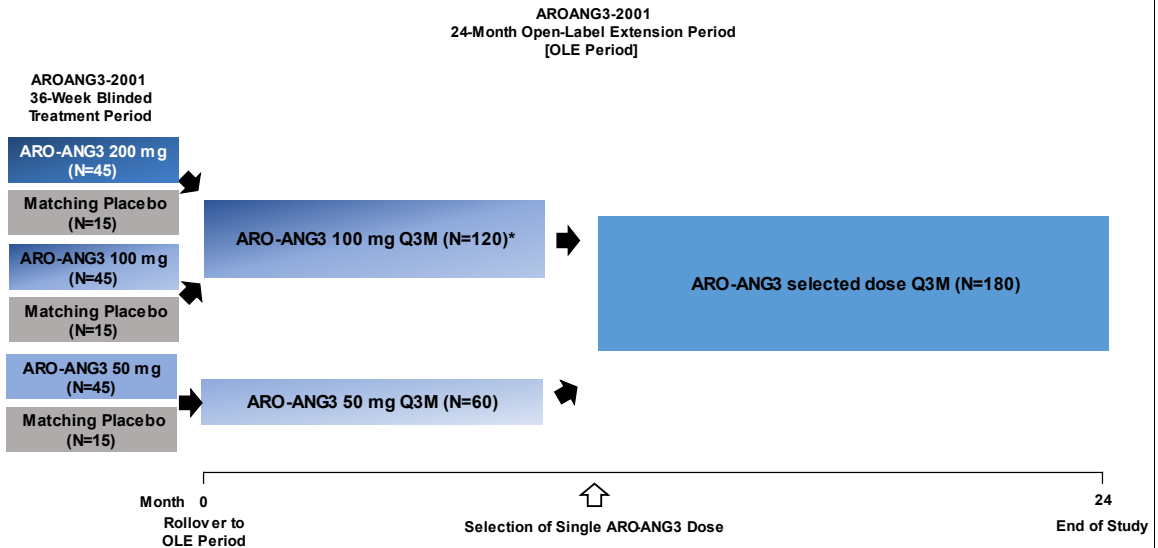 AROANG3-2001
24-Month Open-Label Extension Period
[OLE Period]
AROANG3-2001
36-Week Blinded
Treatment Period
ARO-ANG3 200 mg
(N=45)
Matching Placebo
(N=15)
ARO-ANG3 100 mg
(N=45)
Matching Placebo
(N=15)
ARO-ANG3 50 mg
(N=45)
Matching Placebo
(N=15)
ARO-ANG3 100 mg Q3M (N=120)*
ARO-ANG3 50 mg Q3M (N=60)
ARO-ANG3 selected dose Q3M (N=180)
Month 0
Rollover to
OLE Period
Selection of Single ARO-ANG3 Dose
24
End of Study